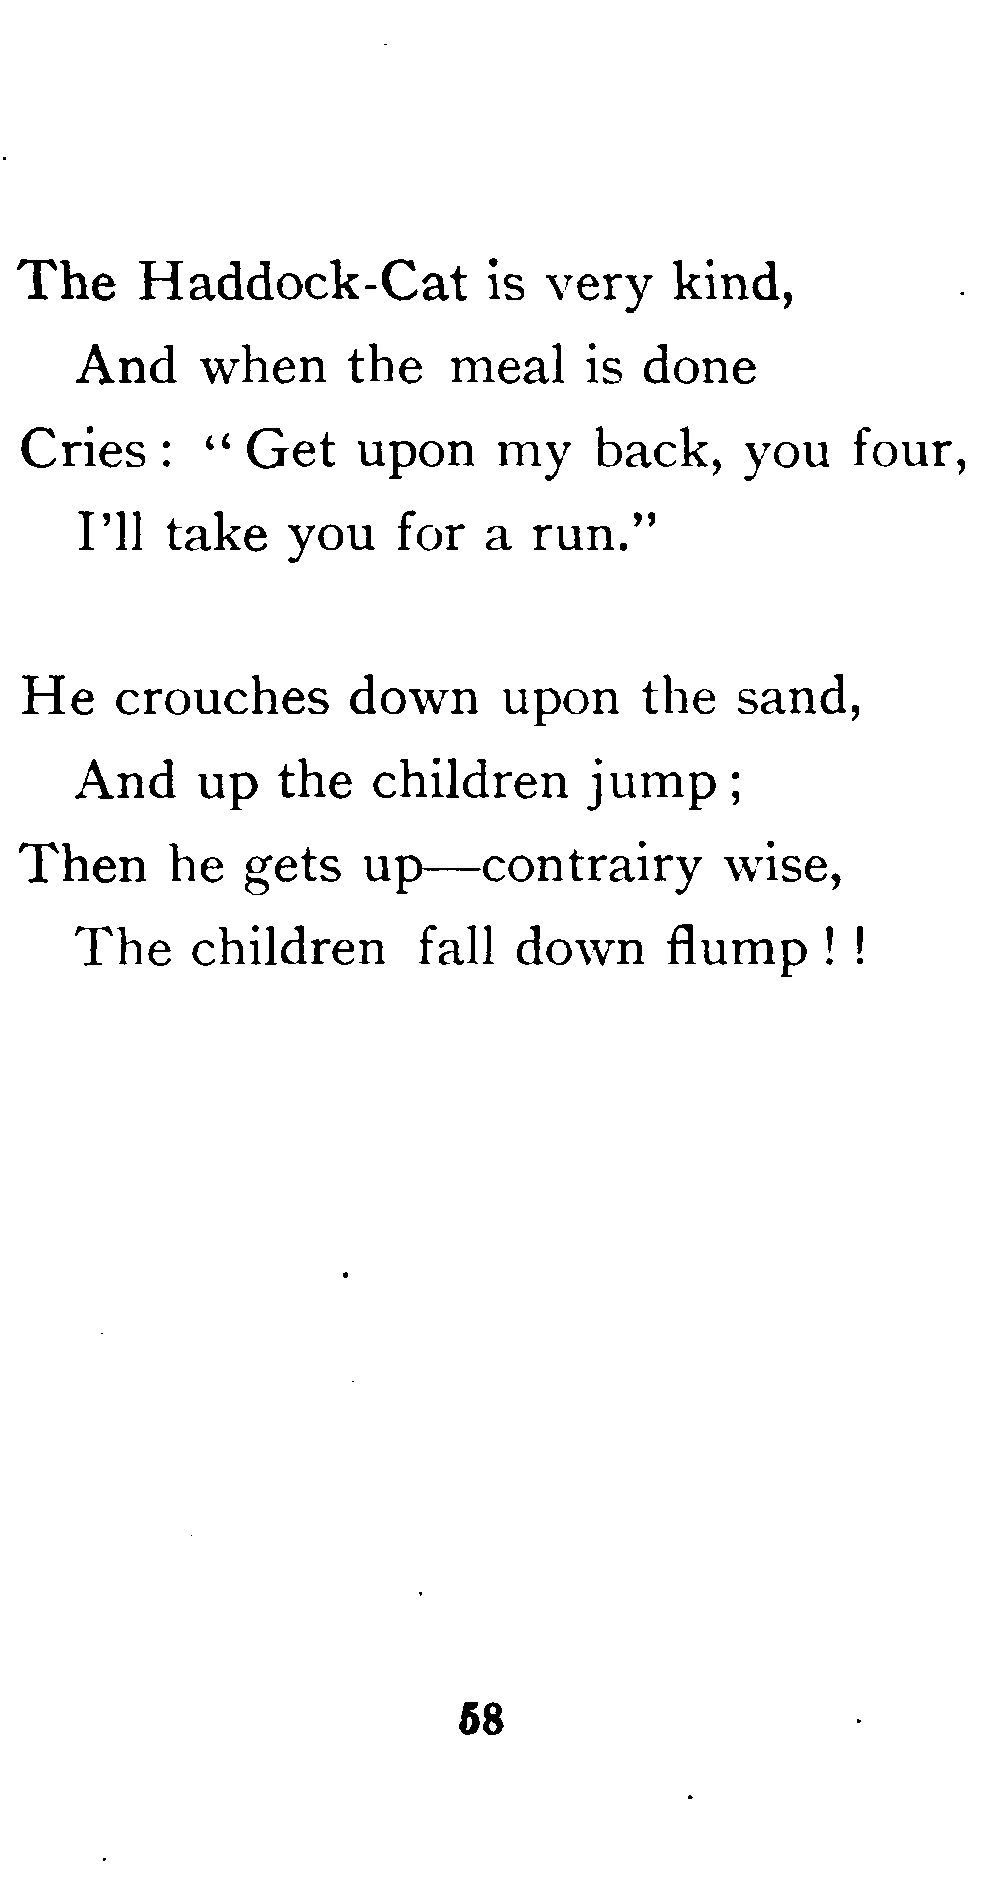 The Haddock-Cat is very kind,
And when the meal is done
Cries : “ Get upon my back, you four,
I’ll take you for a run.”
He crouches down upon the sand,
And up the children jump ;
Then he gets up—contrairy wise,
The children fall down flump ! !
58